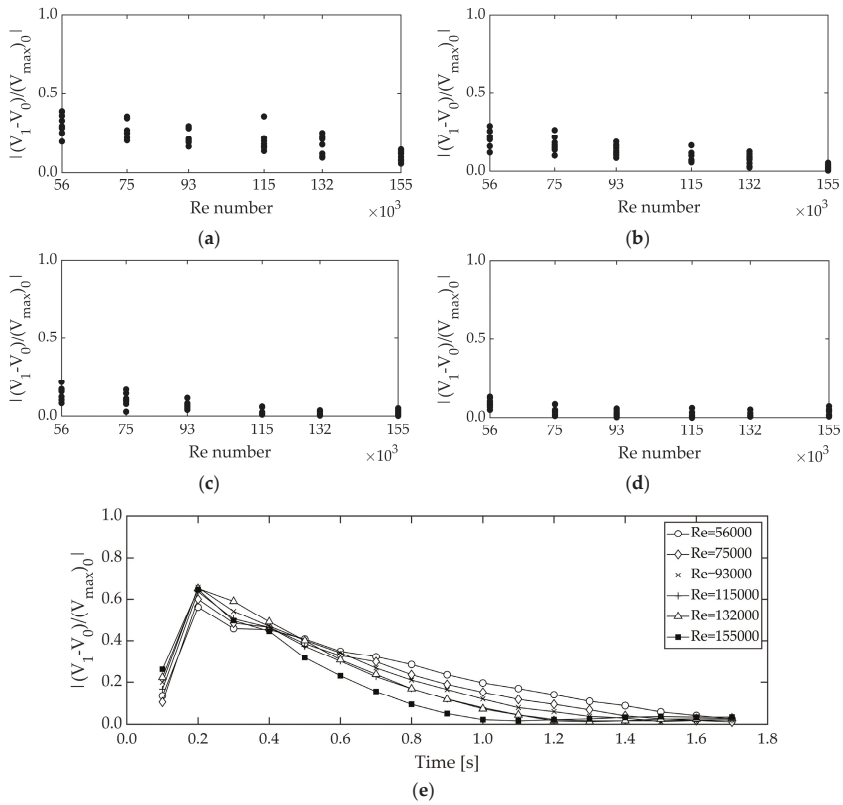 1.0 1.0
|(V1-V0)/(Vmax)0| 0.5 |(V1-V0)/(Vmax)0| 0.5
0.0 0.0
56 75 93 115 132 155 56 75 93 115 132 155
Re number ×10³ Re number ×10³
(a) (b)
1.0 1.0
|(V1-V0)/(Vmax)0| 0.5 |(V1-V0)/(Vmax)0| 0.5
0.0 0.0
56 75 93 115 132 155 56 75 93 115 132 155
Re number ×10³ Re number ×10³
(c) (d)
1.0
0.8
0.6
|(V1-V0)/(Vmax)0|
0.4
0.2
0.0
Re=56000
Re=75000
Re=93000
Re=115000
Re=132000
Re=155000
0.0 0.2 0.4 0.6 0.8 1.0 1.2 1.4 1.6 1.8
Time [s]
(e)